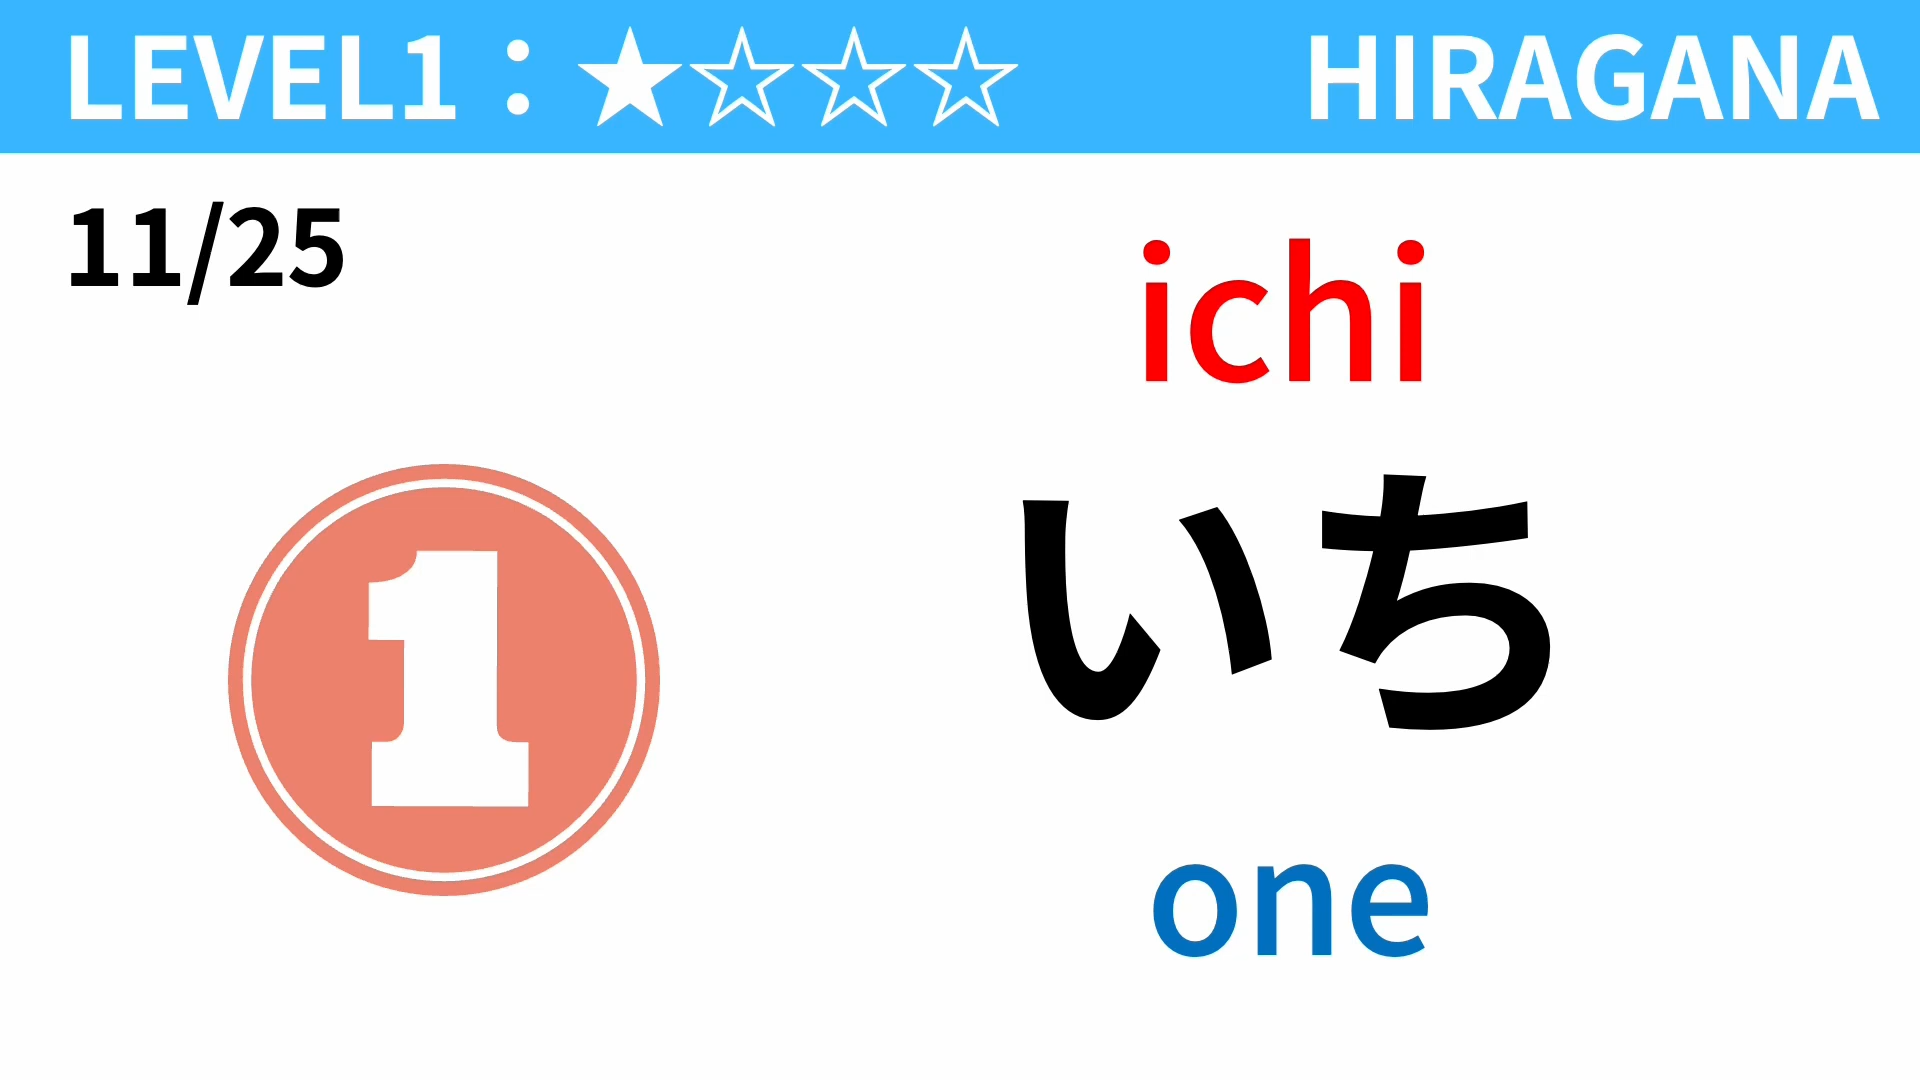 LEVEL1：★☆☆☆ HIRAGANA
11/25
ichi
いち
1
one